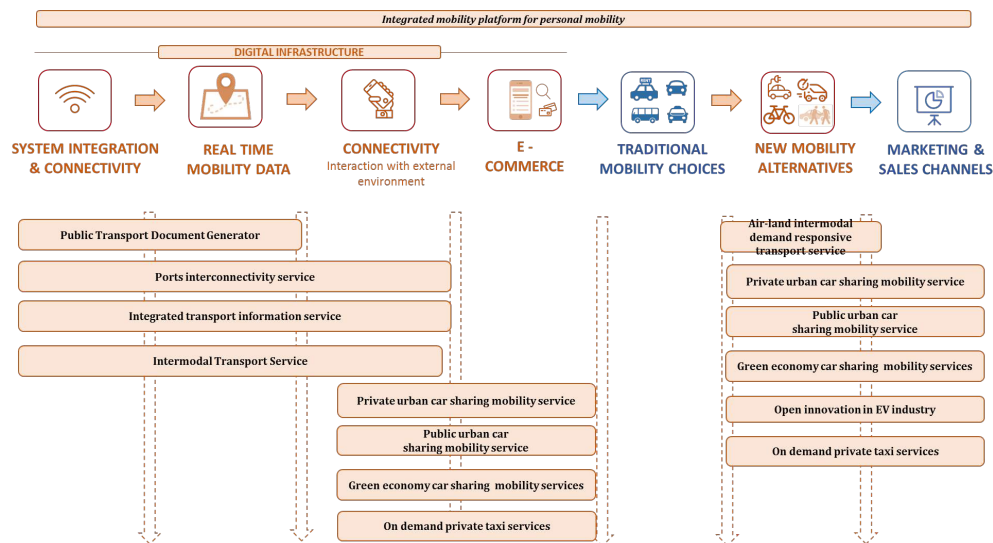 Integrated mobility platform for personal mobility
DIGITAL INFRASTRUCTURE
RENT
SYSTEM INTEGRATION
& CONNECTIVITY
REAL TIME
MOBILITY DATA
CONNECTIVITY
Interaction with external
environment
E -
COMMERCE
TRADITIONAL
MOBILITY CHOICES
NEW MOBILITY
ALTERNATIVES
MARKETING &
SALES CHANNELS
Public Transport Document Generator
Ports interconnectivity service
Integrated transport information service
Intermodal Transport Service
Private urban car sharing mobility service
Public urban car
sharing mobility service
Green economy car sharing mobility services
On demand private taxi services
Air-land intermodal
demand responsive
transport service
Private urban car sharing mobility service
Public urban car
sharing mobility service
Green economy car sharing mobility services
Open innovation in EV industry
On demand private taxi services